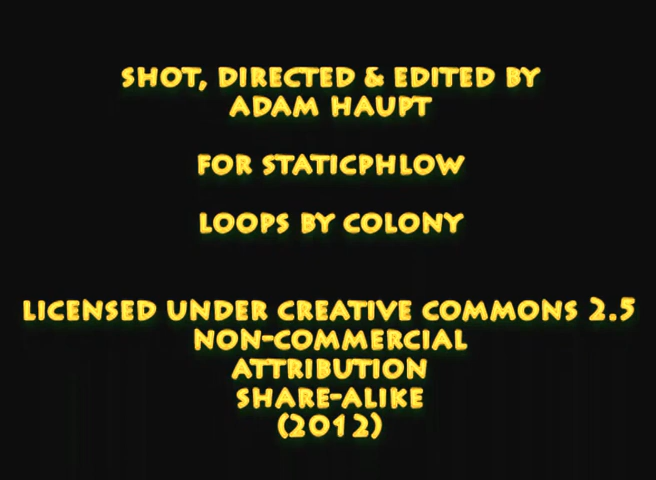 SHOT, DIRECTED & EDITED BY
ADAM HAUPT
FOR STATICPHLOW
LOOPS BY COLONY
LICENSED UNDER CREATIVE COMMONS 2.5
NON-COMMERCIAL
ATTRIBUTION
SHARE-ALIKE
(2012)